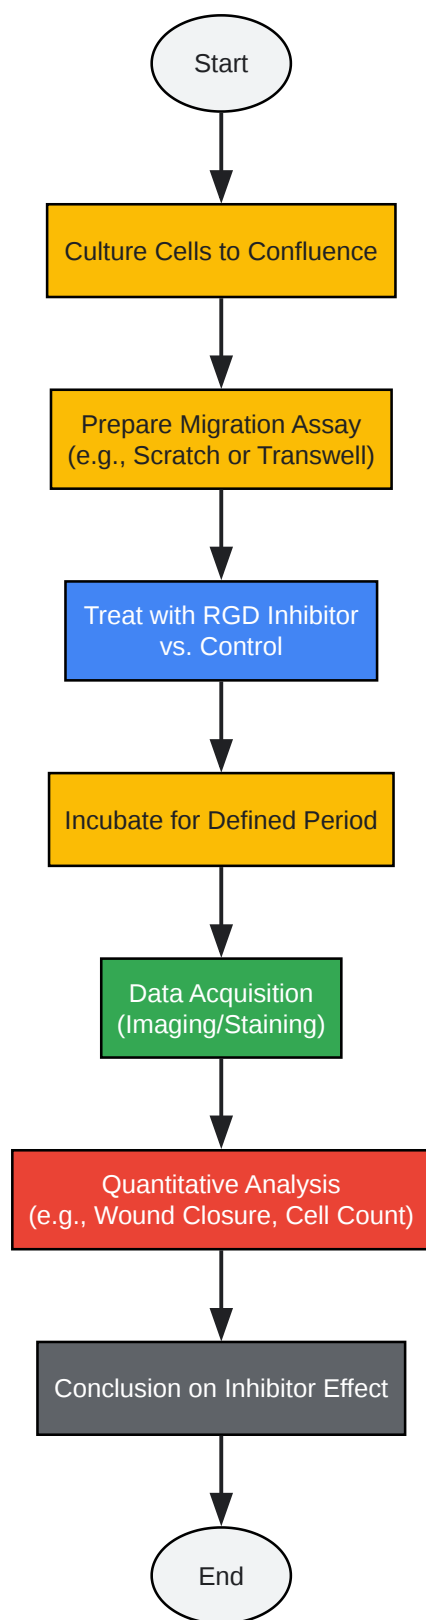 Start
Culture Cells to Confluence
Prepare Migration Assay
(e.g., Scratch or Transwell)
Treat with RGD Inhibitor
vs. Control
Incubate for Defined Period
Data Acquisition
(Imaging/Staining)
Quantitative Analysis
(e.g., Wound Closure, Cell Count)
Conclusion on Inhibitor Effect
End